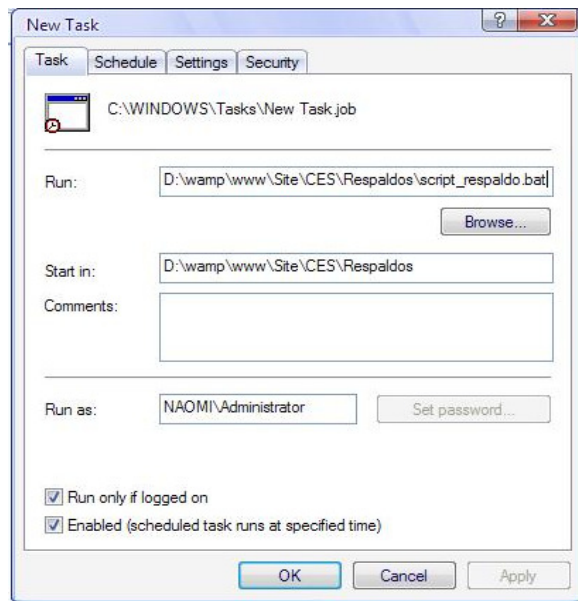 New Task
?
Task
Schedule
Settings
Security
C:\WINDOWS\Tasks\New Task.job
Run:
D:\wamp\www\Site\CES\Respaldos\script_respaldo.bat
Browse...
Start in:
D:\wamp\www\Site\CES\Respaldos
Comments:
Run as:
NAOMI\Administrator
Set password...
Run only if logged on
Enabled (scheduled task runs at specified time)
OK
Cancel
Apply